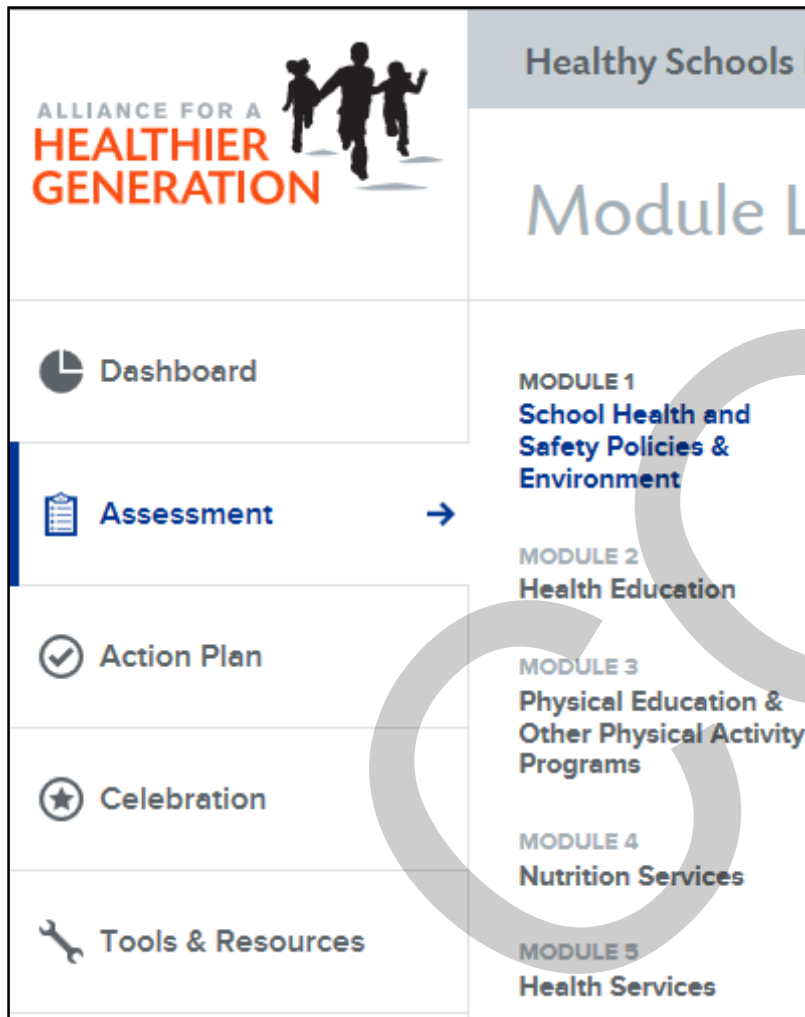 ALLIANCE FOR A
HEALTHIER
GENERATION
Healthy Schools
Module L
Dashboard
Assessment
Action Plan
Celebration
Tools & Resources
MODULE 1
School Health and
Safety Policies &
Environment
MODULE 2
Health Education
MODULE 3
Physical Education &
Other Physical Activity
Programs
MODULE 4
Nutrition Services
MODULE 5
Health Services